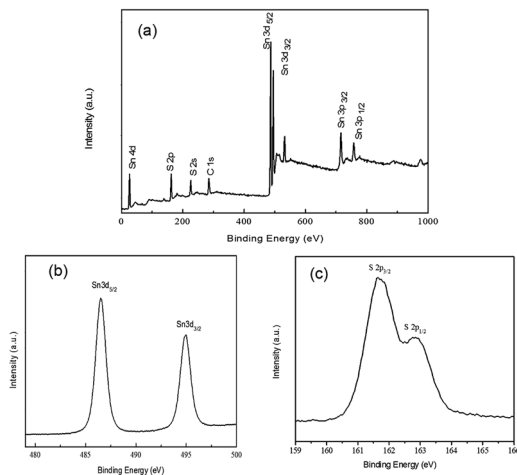 (a)
Intensity (a.u.)
Sn 4d
S 2p
S 2s
C 1s
Sn 3d 5/2
Sn 3d 3/2
Sn 3p 3/2
Sn 3p 1/2
0 200 400 600 800 1000
Binding Energy (eV)
(b)
Intensity (a.u.)
Sn3d5/2
Sn3d3/2
480 485 490 495 500
Binding Energy (eV)
(c)
Intensity (a.u.)
S 2p3/2
S 2p1/2
159 160 161 162 163 164 165 166
Binding Energy (eV)